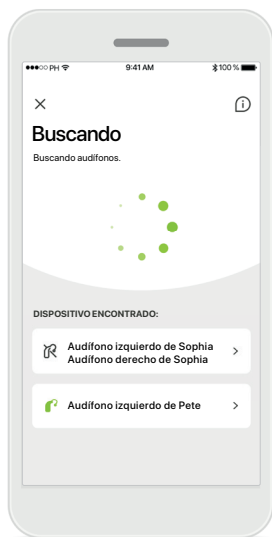 PH
9:41 AM
100 %
Buscando
Buscando audífonos.
DISPOSITIVO ENCONTRADO:
Audífono izquierdo de Sophia
Audífono derecho de Sophia
Audífono izquierdo de Pete